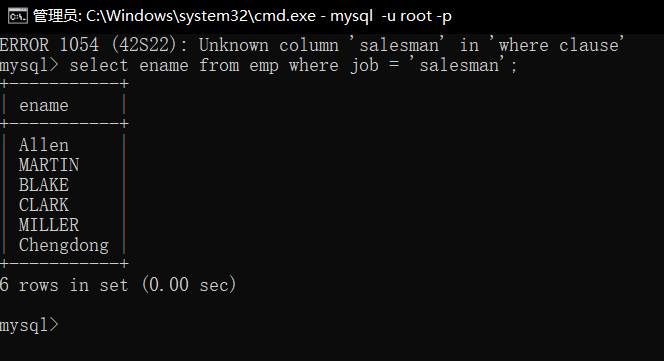 管理员: C:\Windows\system32\cmd.exe - mysql  -u root -p
ERROR 1054 (42S22): Unknown column 'salesman' in 'where clause'
mysql> select ename from emp where job = 'salesman';
+-----------+
| ename     |
+-----------+
| Allen     |
| MARTIN    |
| BLAKE     |
| CLARK     |
| MILLER    |
| Chengdong |
+-----------+
6 rows in set (0.00 sec)
mysql>